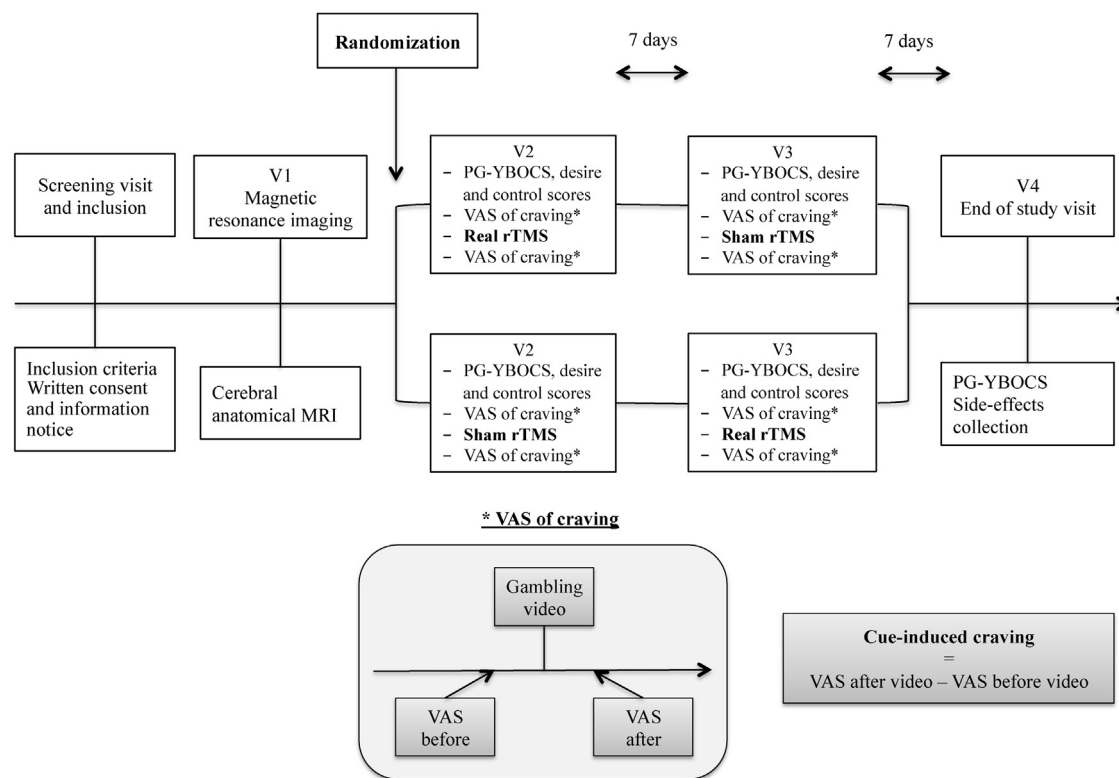 Randomization
7 days
7 days
Screening visit
and inclusion
V1
Magnetic
resonance imaging
V2
- PG-YBOCS, desire
and control scores
- VAS of craving*
- Real rTMS
- VAS of craving*
V3
- PG-YBOCS, desire
and control scores
- VAS of craving*
- Sham rTMS
- VAS of craving*
V4
End of study visit
Inclusion criteria
Written consent
and information
notice
Cerebral
anatomical MRI
V2
- PG-YBOCS, desire
and control scores
- VAS of craving*
- Sham rTMS
- VAS of craving*
V3
- PG-YBOCS, desire
and control scores
- VAS of craving*
- Real rTMS
- VAS of craving*
PG-YBOCS
Side-effects
collection
* VAS of craving
Gambling
video
VAS
before
VAS
after
Cue-induced craving
=
VAS after video – VAS before video